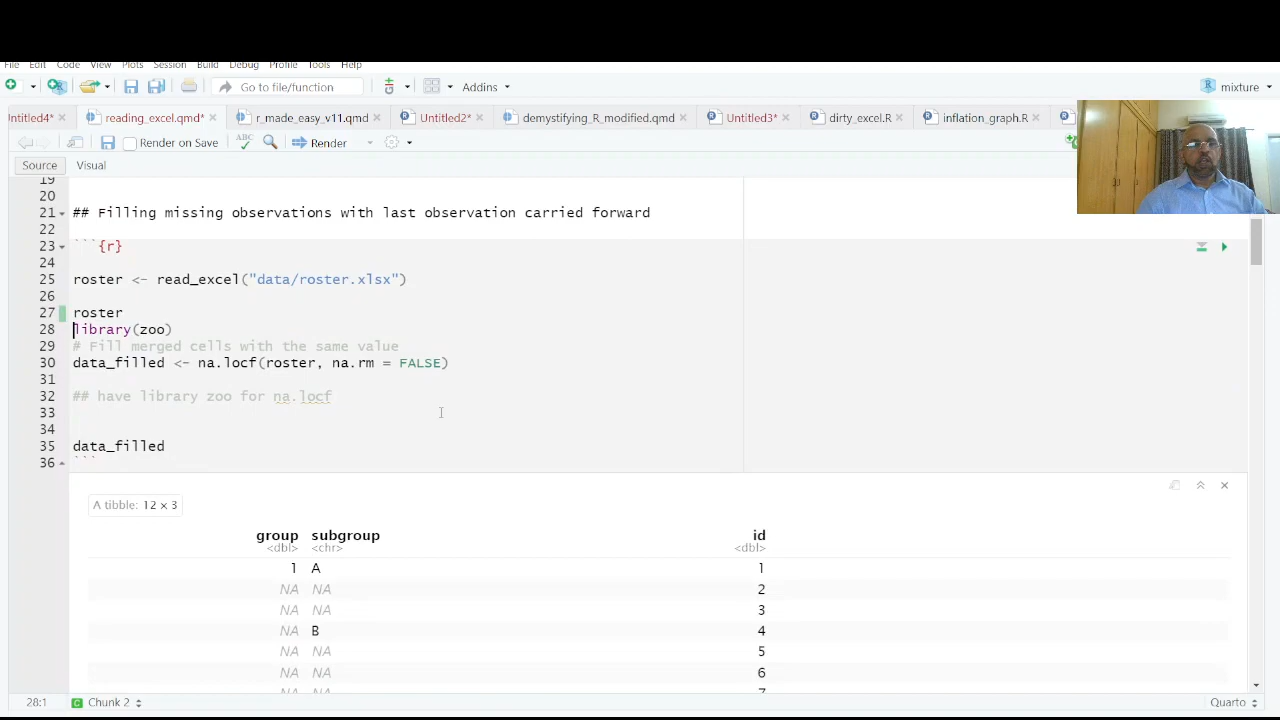 File Edit Code View Plots Session Build Debug Profile Tools Help
Go to file/function Addins mixture
Untitled4* reading_excel.qmd* r_made_easy_v11.qmd Untitled2* demystifying_R_modified.qmd Untitled3* dirty_excel.R inflation_graph.R
Render on Save ABC Render
Source Visual
19
20
21 ## Filling missing observations with last observation carried forward
22
23 ```{r}
24
25 roster <- read_excel("data/roster.xlsx")
26
27 roster
28 library(zoo)
29 # Fill merged cells with the same value
30 data_filled <- na.locf(roster, na.rm = FALSE)
31
32 ## have library zoo for na.locf
33
34
35 data_filled
36 ```
A tibble: 12 × 3
group subgroup id
<dbl> <chr> <dbl>
1 A 1
NA NA 2
NA NA 3
NA B 4
NA NA 5
NA NA 6
NA NA 7
28:1 C Chunk 2 Quarto